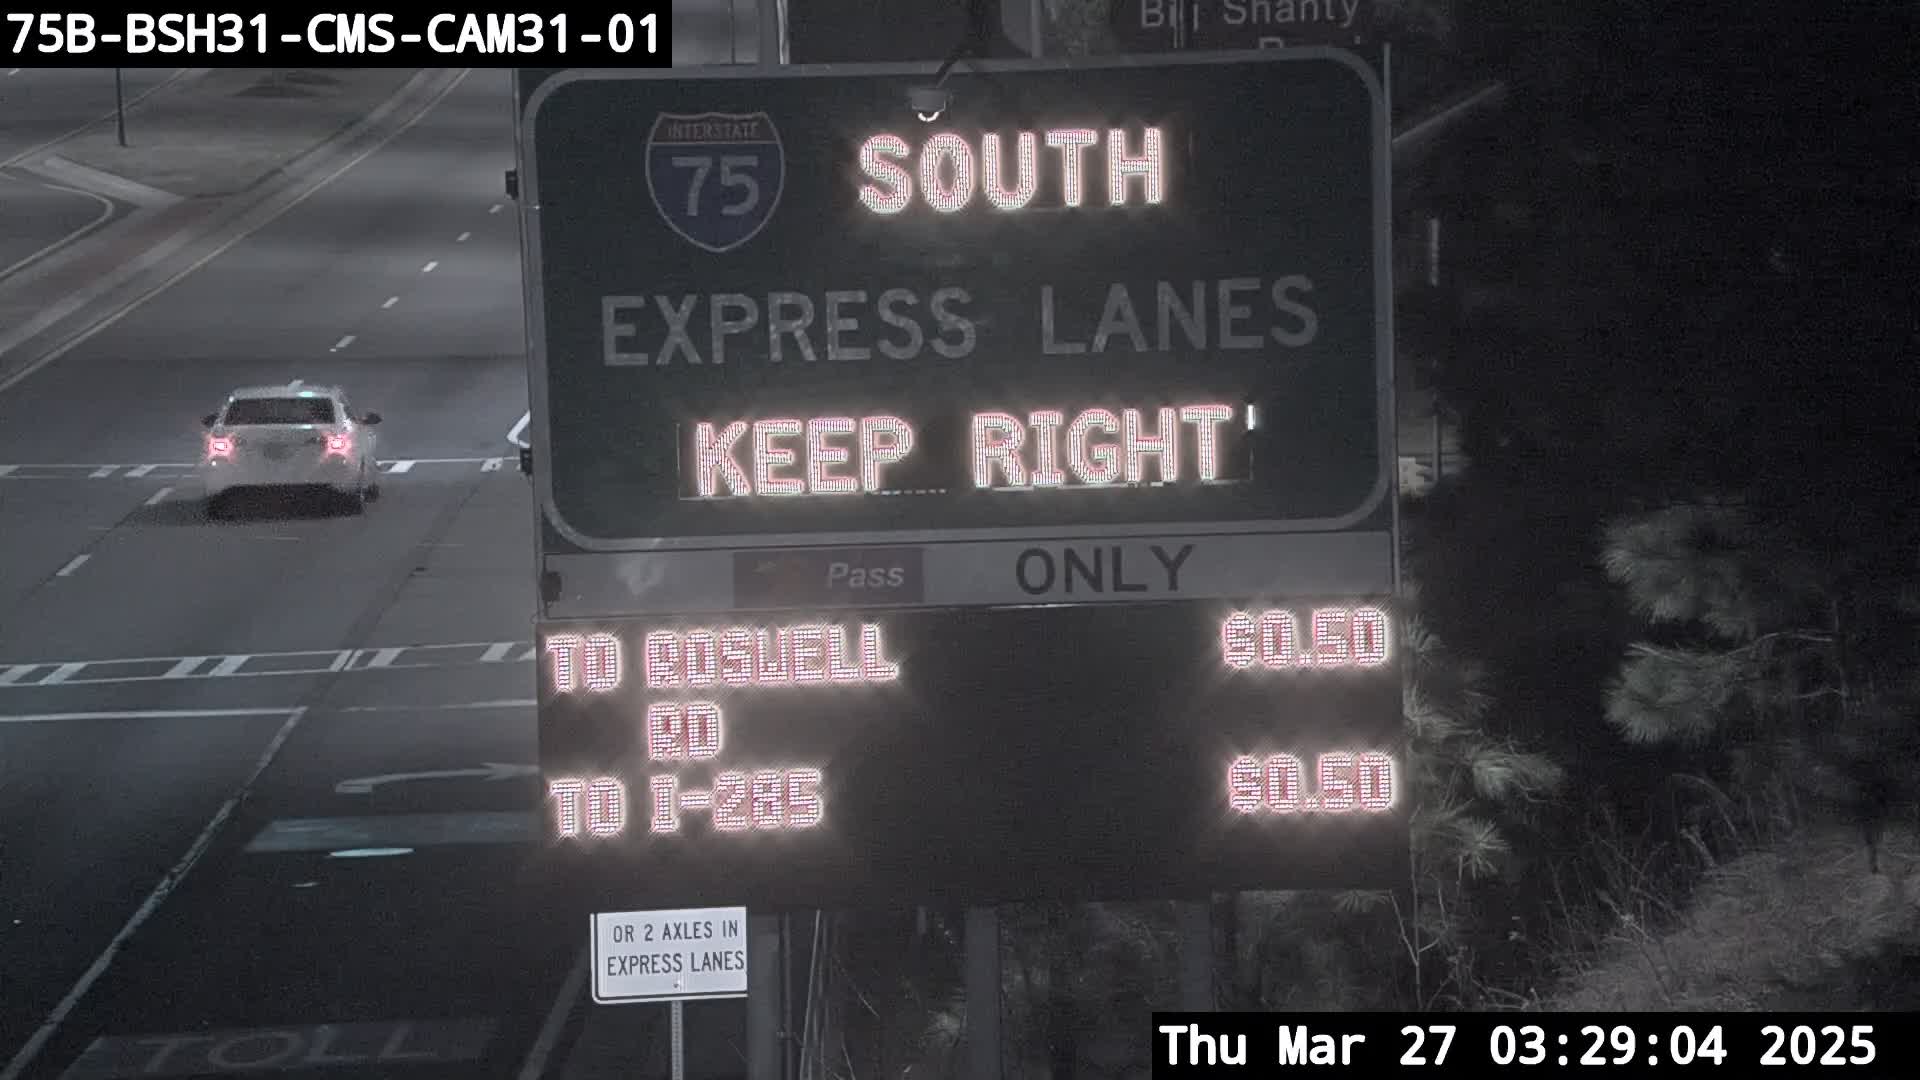 75B-BSH31-CMS-CAM31-01
Shanty
INTERSTATE
75
SOUTH
EXPRESS LANES
KEEP RIGHT
Pass ONLY
TO ROSWELL $0.50
RD
TO I-285 $0.50
OR 2 AXLES IN
EXPRESS LANES
TOLL
Thu Mar 27 03:29:04 2025